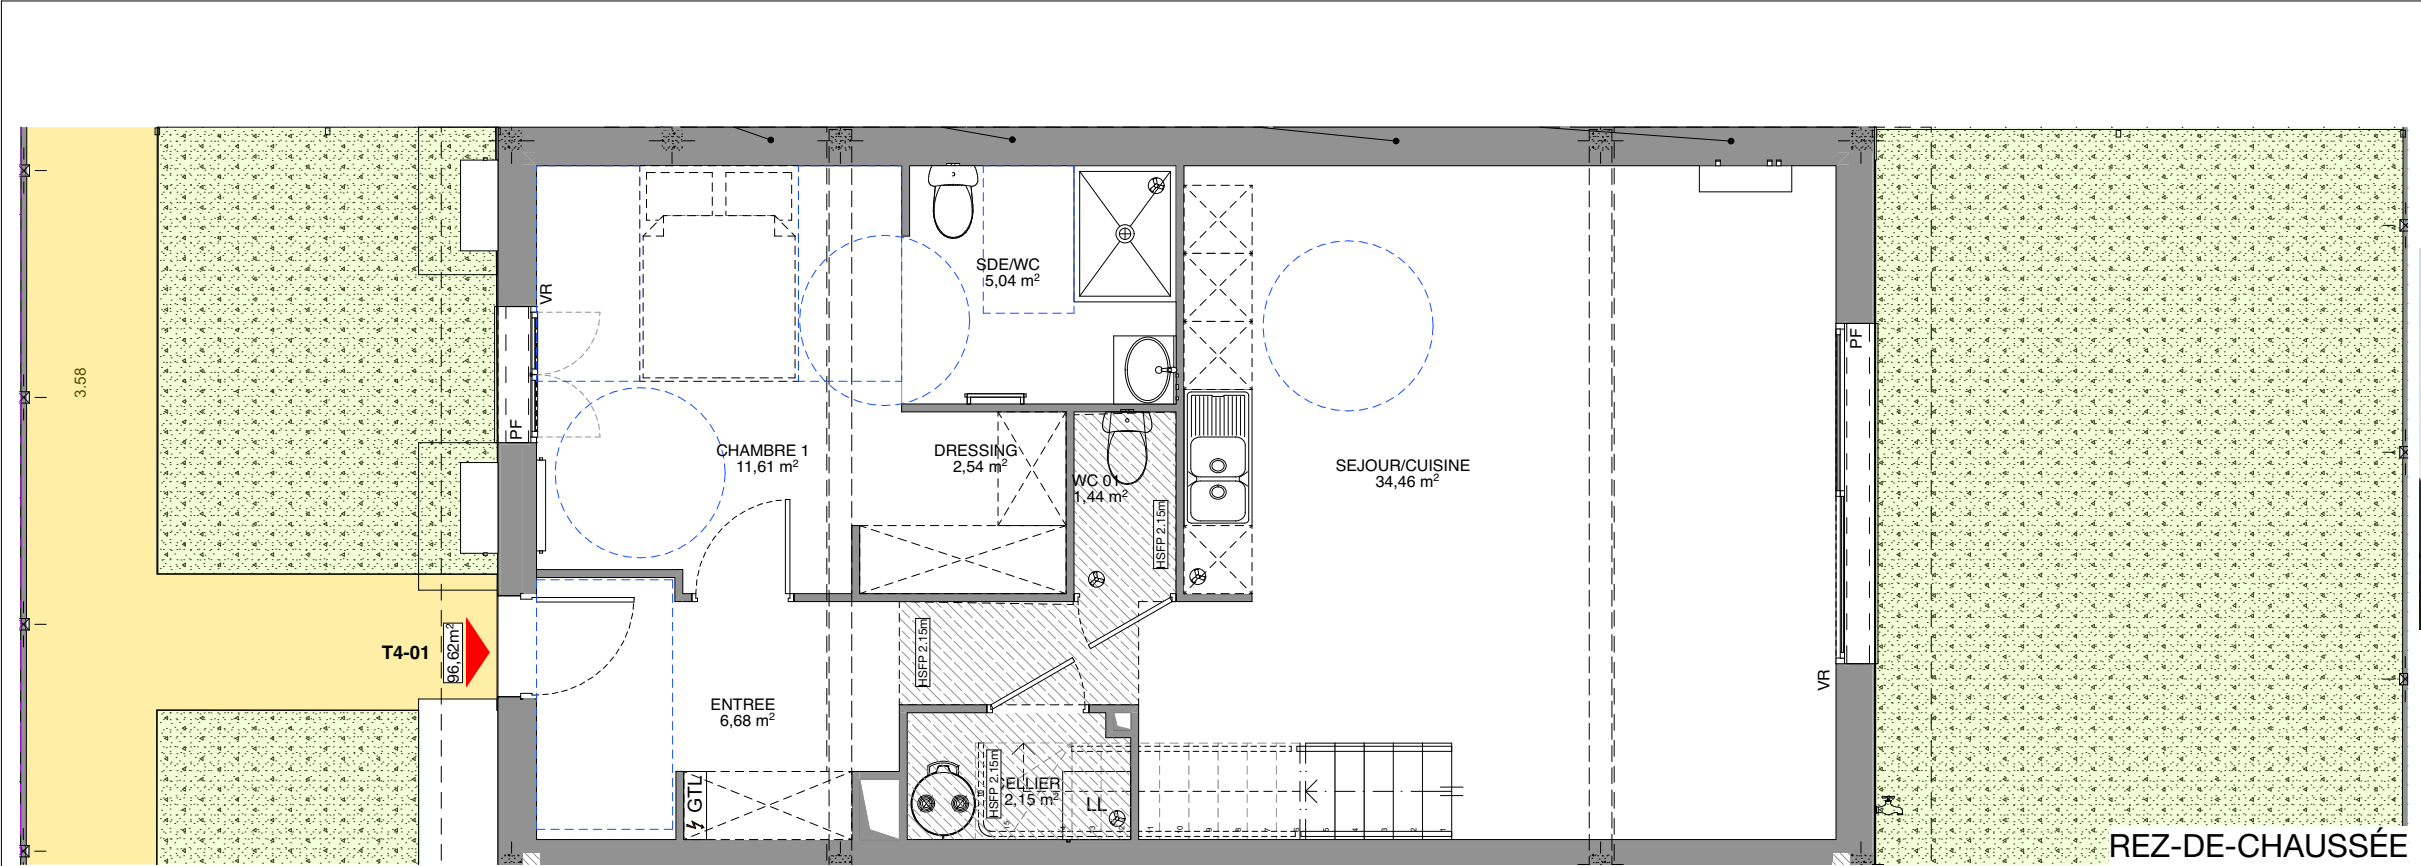 3.58
VR
PF
SDE/WC
5,04 m²
CHAMBRE 1
11,61 m²
DRESSING
2,54 m²
WC 01
1,44 m²
HSFP 2.15m
SEJOUR/CUISINE
34,46 m²
PF
VR
T4-01
96,62m²
HSFP 2.15m
ENTREE
6,68 m²
GTL
HSFP 2.15m
CELLIER
2,15 m²
LL
REZ-DE-CHAUSSÉE